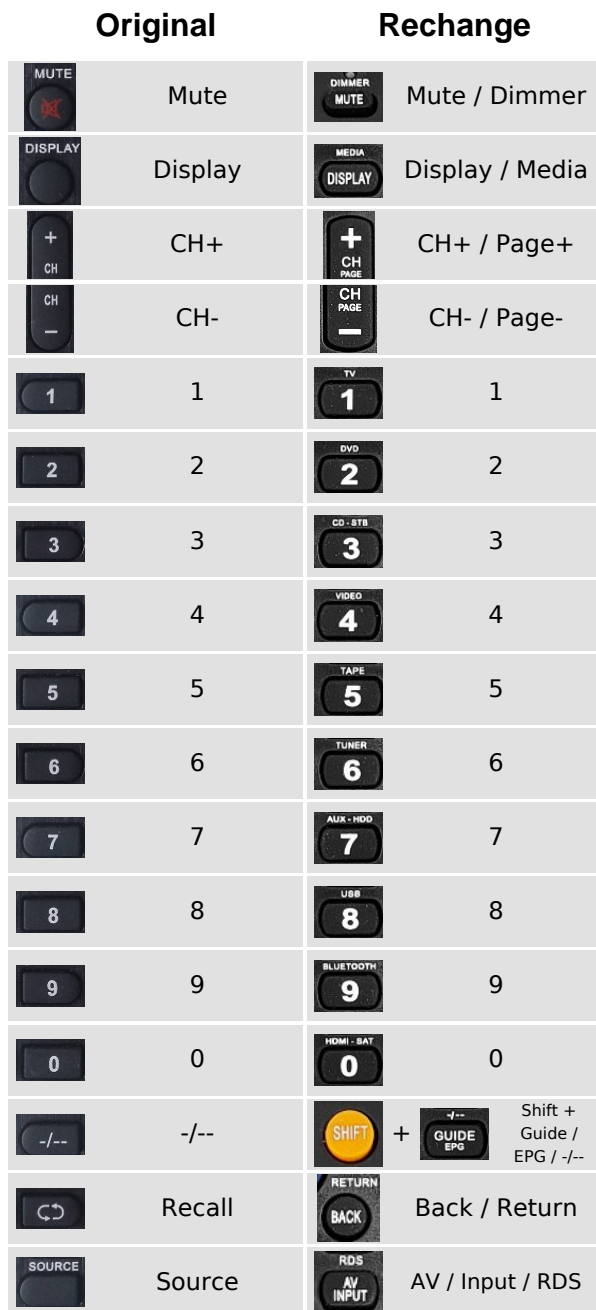 Original Rechange
MUTE Mute DIMMER MUTE Mute / Dimmer
DISPLAY Display MEDIA DISPLAY Display / Media
+ CH CH+ + CH PAGE CH+ / Page+
CH - CH- CH PAGE - CH- / Page-
1 1 TV 1 1
2 2 DVD 2 2
3 3 CD - STB 3 3
4 4 VIDEO 4 4
5 5 TAPE 5 5
6 6 TUNER 6 6
7 7 AUX - HDD 7 7
8 8 USB 8 8
9 9 BLUETOOTH 9 9
0 0 HDMI - SAT 0 0
-/-- -/-- SHIFT + -/-- GUIDE EPG Shift +
Guide /
EPG / -/--
Recall RETURN BACK Back / Return
SOURCE Source RDS AV INPUT AV / Input / RDS